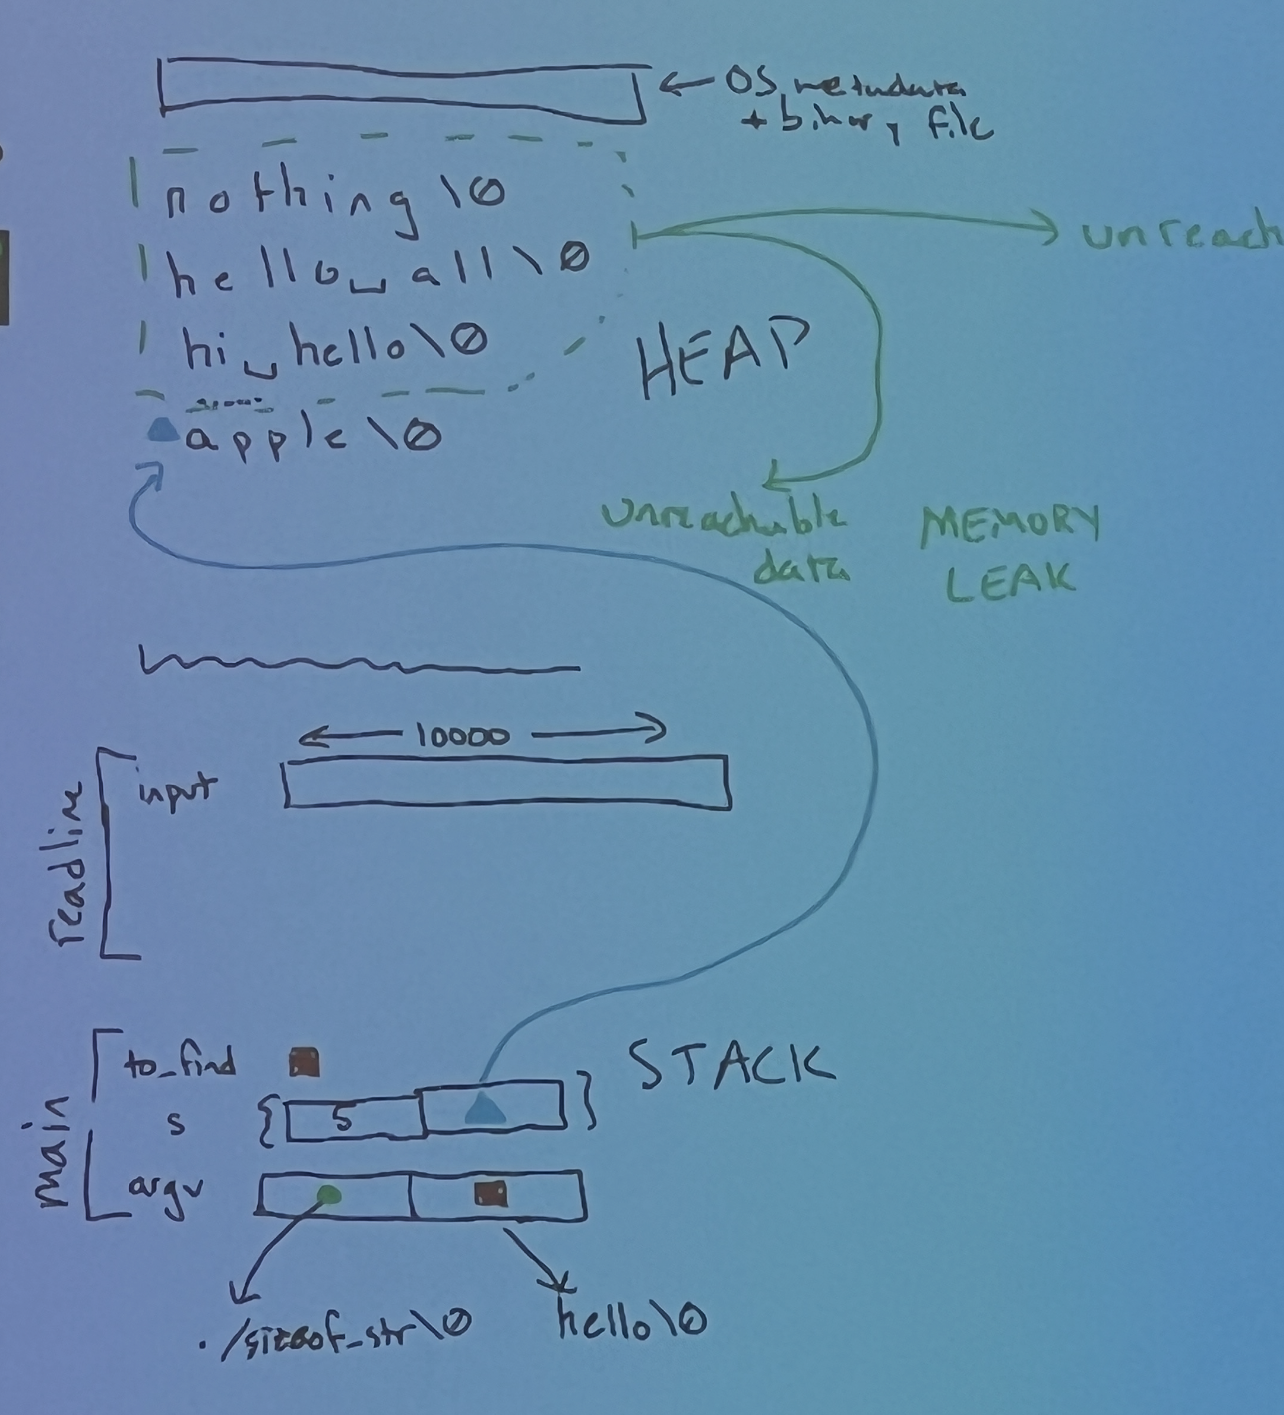 OS metadata
+ binary file
nothing\0
hello␣all\0
hi␣hello\0
apple\0
HEAP
unreach
unreachable
data
MEMORY
LEAK
10000
input
readline
main
to_find
s
{ 5 }
argv
STACK
./sizeof_str\0
hello\0